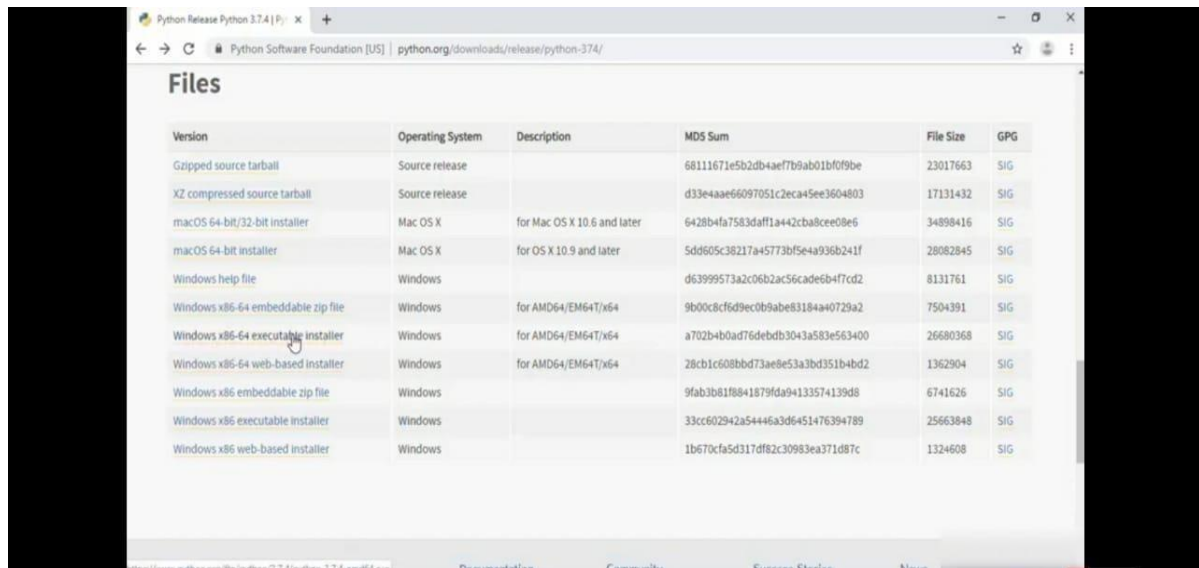 Python Release Python 3.7.4 | Py
Python Software Foundation [US] | python.org/downloads/release/python-374/
Files
Version Operating System Description MD5 Sum File Size GPG
Gzipped source tarball Source release 68111671e5b2db4aef7b9ab01bf0f9be 23017663 SIG
XZ compressed source tarball Source release d33e4aae66097051c2eca45ee3604803 17131432 SIG
macOS 64-bit/32-bit installer Mac OS X for Mac OS X 10.6 and later 6428b4fa7583daff1a442cba8cee08e6 34898416 SIG
macOS 64-bit installer Mac OS X for OS X 10.9 and later 5dd605c38217a45773bf5e4a936b241f 28082845 SIG
Windows help file Windows d63999573a2c06b2ac56cade6b4f7cd2 8131761 SIG
Windows x86-64 embeddable zip file Windows for AMD64/EM64T/x64 9b00c8cf6d9ec0b9abe83184a40729a2 7504391 SIG
Windows x86-64 executable installer Windows for AMD64/EM64T/x64 a702b4b0ad76debdb3043a583e563400 26680368 SIG
Windows x86-64 web-based installer Windows for AMD64/EM64T/x64 28cb1c608bbd73ae8e53a3bd351b4bd2 1362904 SIG
Windows x86 embeddable zip file Windows 9fab3b81f8841879fda94133574139d8 6741626 SIG
Windows x86 executable installer Windows 33cc602942a54446a3d6451476394789 25663848 SIG
Windows x86 web-based installer Windows 1b670cfa5d317df82c30983ea371d87c 1324608 SIG
Documentation Community Success Stories News